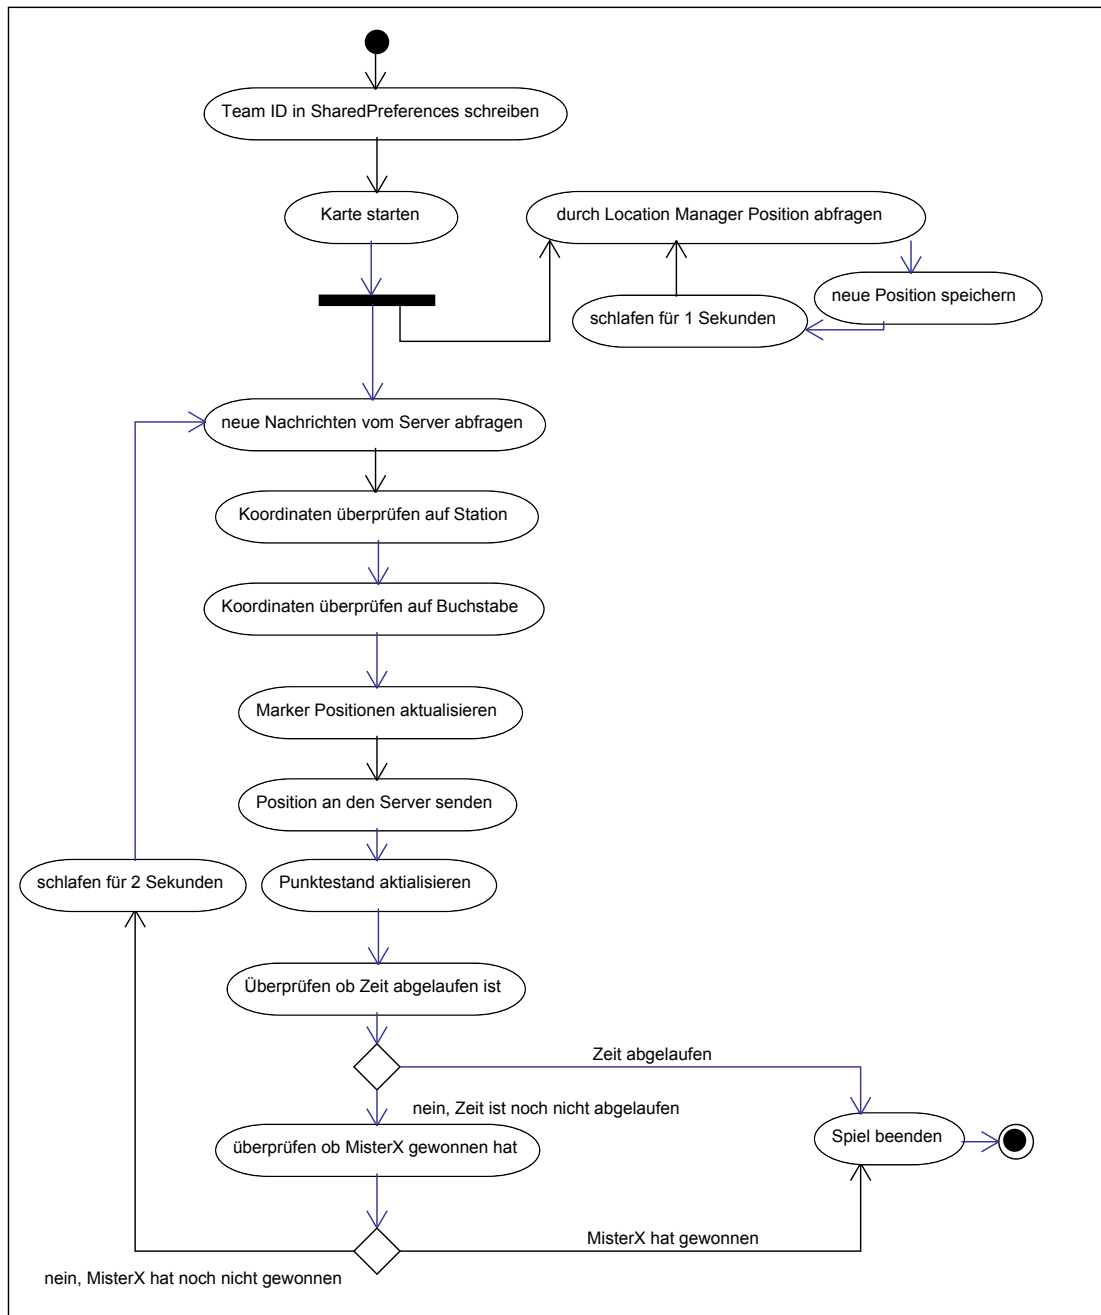 Team ID in SharedPreferences schreiben
Karte starten
durch Location Manager Position abfragen
neue Position speichern
schlafen für 1 Sekunden
neue Nachrichten vom Server abfragen
Koordinaten überprüfen auf Station
Koordinaten überprüfen auf Buchstabe
Marker Positionen aktualisieren
Position an den Server senden
schlafen für 2 Sekunden
Punktestand aktialisieren
Überprüfen ob Zeit abgelaufen ist
Zeit abgelaufen
nein, Zeit ist noch nicht abgelaufen
überprüfen ob MisterX gewonnen hat
Spiel beenden
MisterX hat gewonnen
nein, MisterX hat noch nicht gewonnen